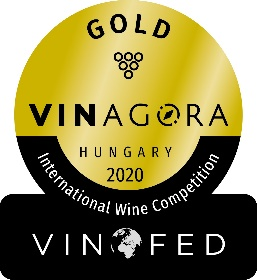 GOLD
VINAGORA
HUNGARY
2020
International Wine Competition
VINOFED